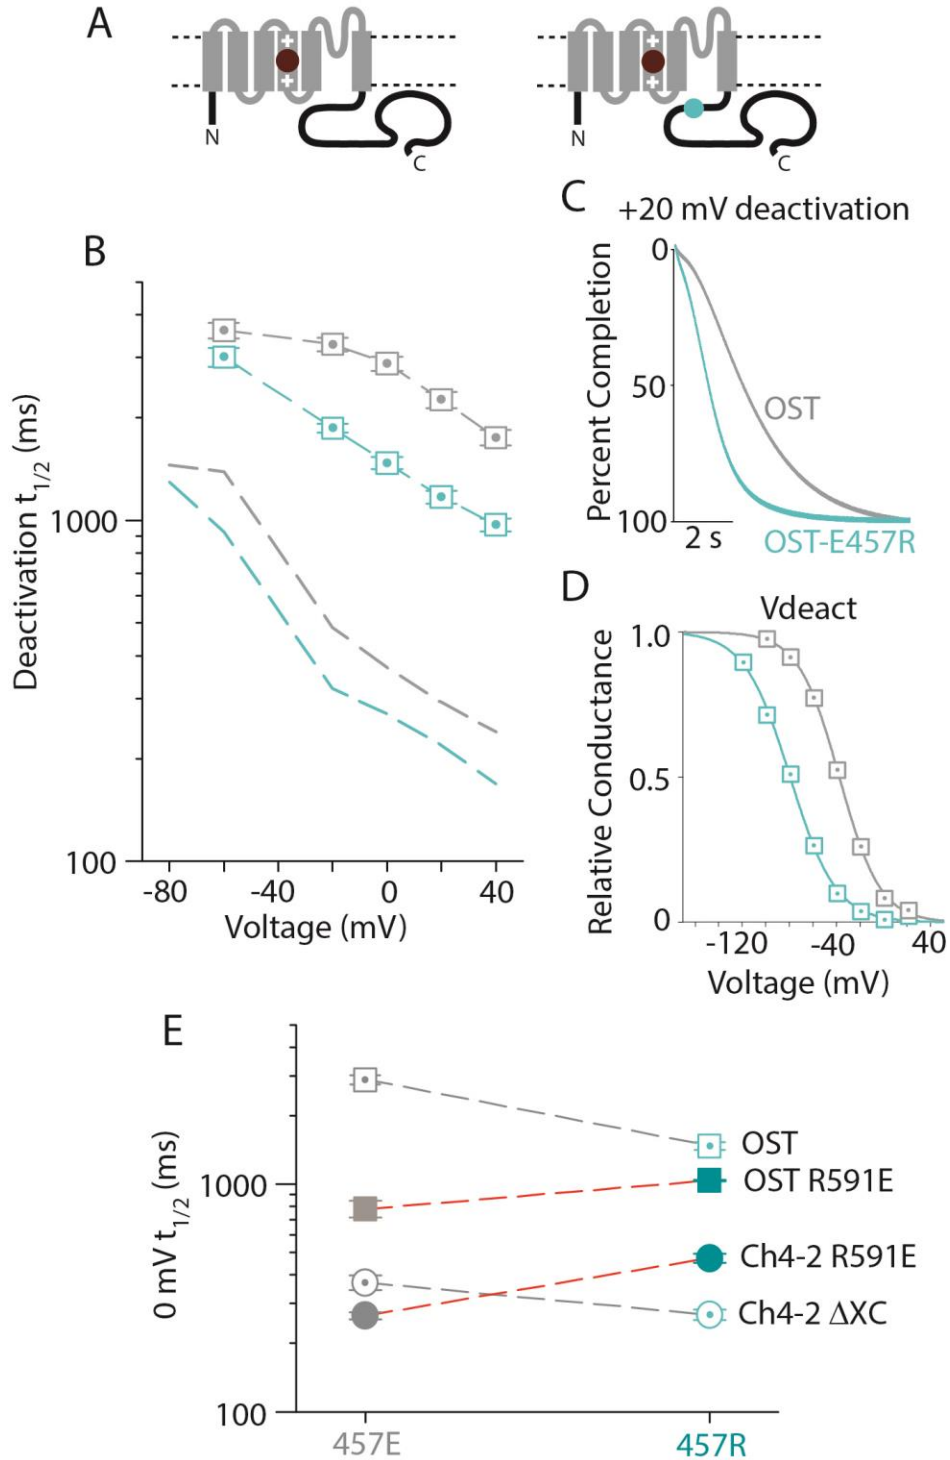 A
+ +
+ +
N
C
N
C
B
Deactivation t1/2 (ms)
1000
100
-80 -40 0 40
Voltage (mV)
C
+20 mV deactivation
Percent Completion
0
50
100
OST
2 s
OST-E457R
D
Vdeact
Relative Conductance
1.0
0.5
0
-120 -40 40
Voltage (mV)
E
0 mV t1/2 (ms)
1000
100
OST
OST R591E
Ch4-2 R591E
Ch4-2 ΔXC
457E 457R